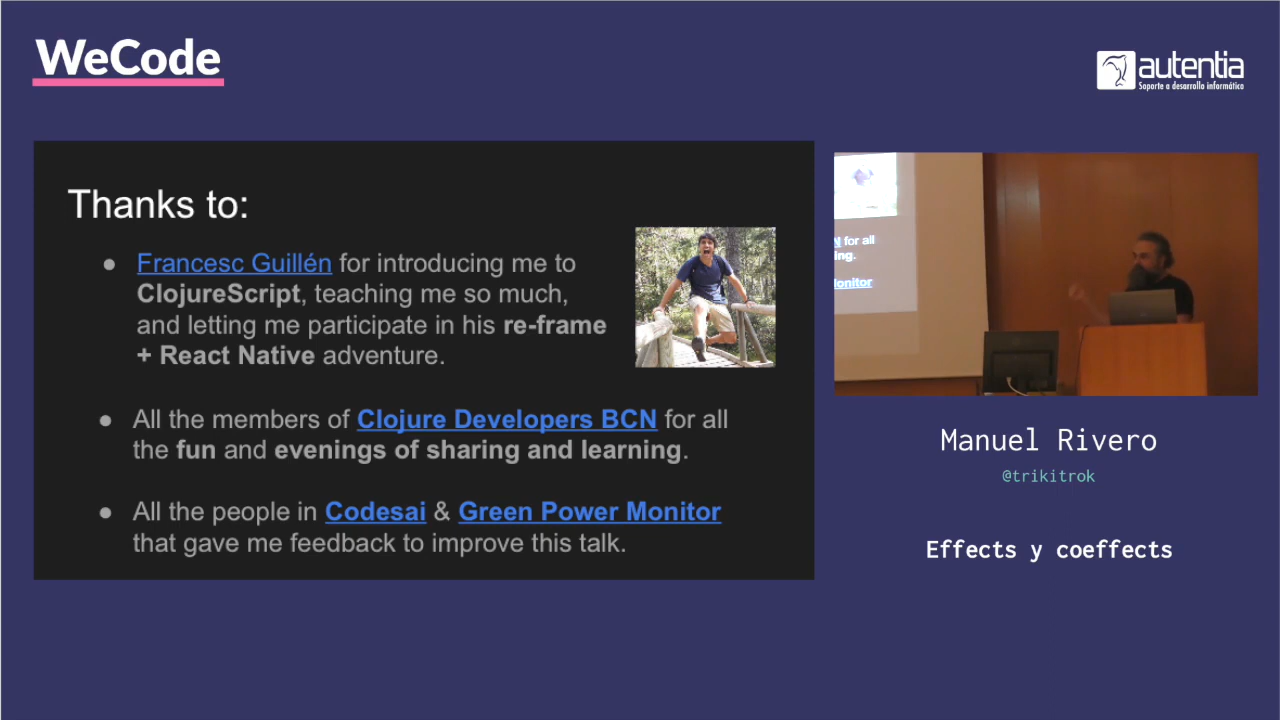 WeCode
autentia
Soporte a desarrollo informático
Thanks to:
● Francesc Guillén for introducing me to
ClojureScript, teaching me so much,
and letting me participate in his re-frame
+ React Native adventure.
● All the members of Clojure Developers BCN for all
the fun and evenings of sharing and learning.
● All the people in Codesai & Green Power Monitor
that gave me feedback to improve this talk.
N for all
ing.
onitor
Manuel Rivero
@trikitrok
Effects y coeffects